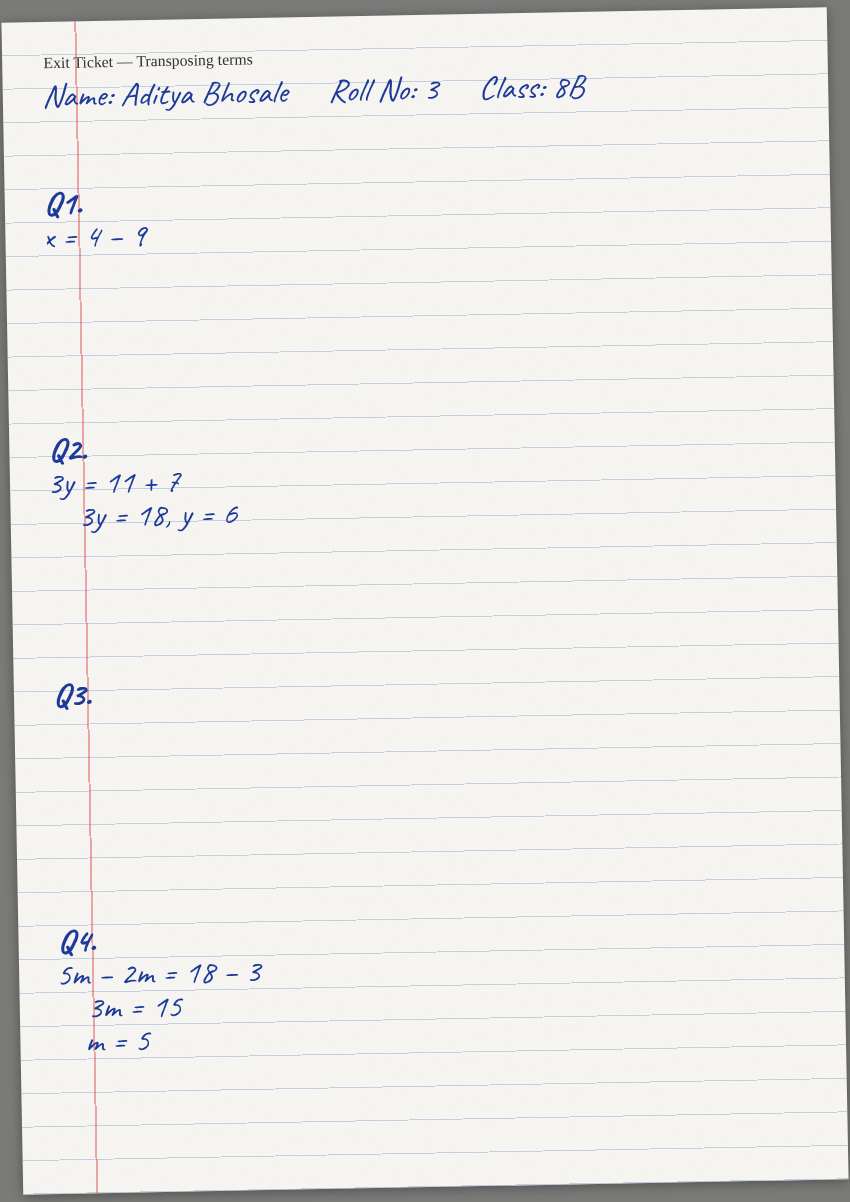 Exit Ticket — Transposing terms
Name: Aditya Bhosale Roll No: 3 Class: 8B
Q1.
x = 4 – 9
Q2.
3y = 11 + 7
3y = 18, y = 6
Q3.
Q4.
5m – 2m = 18 – 3
3m = 15
m = 5